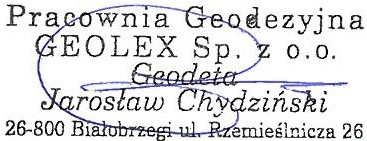 Pracownia Geodezyjna
GEOLEX Sp. z o.o.
Geodeta
Jarosław Chydziński
26-800 Białobrzegi ul. Rzemieślnicza 26